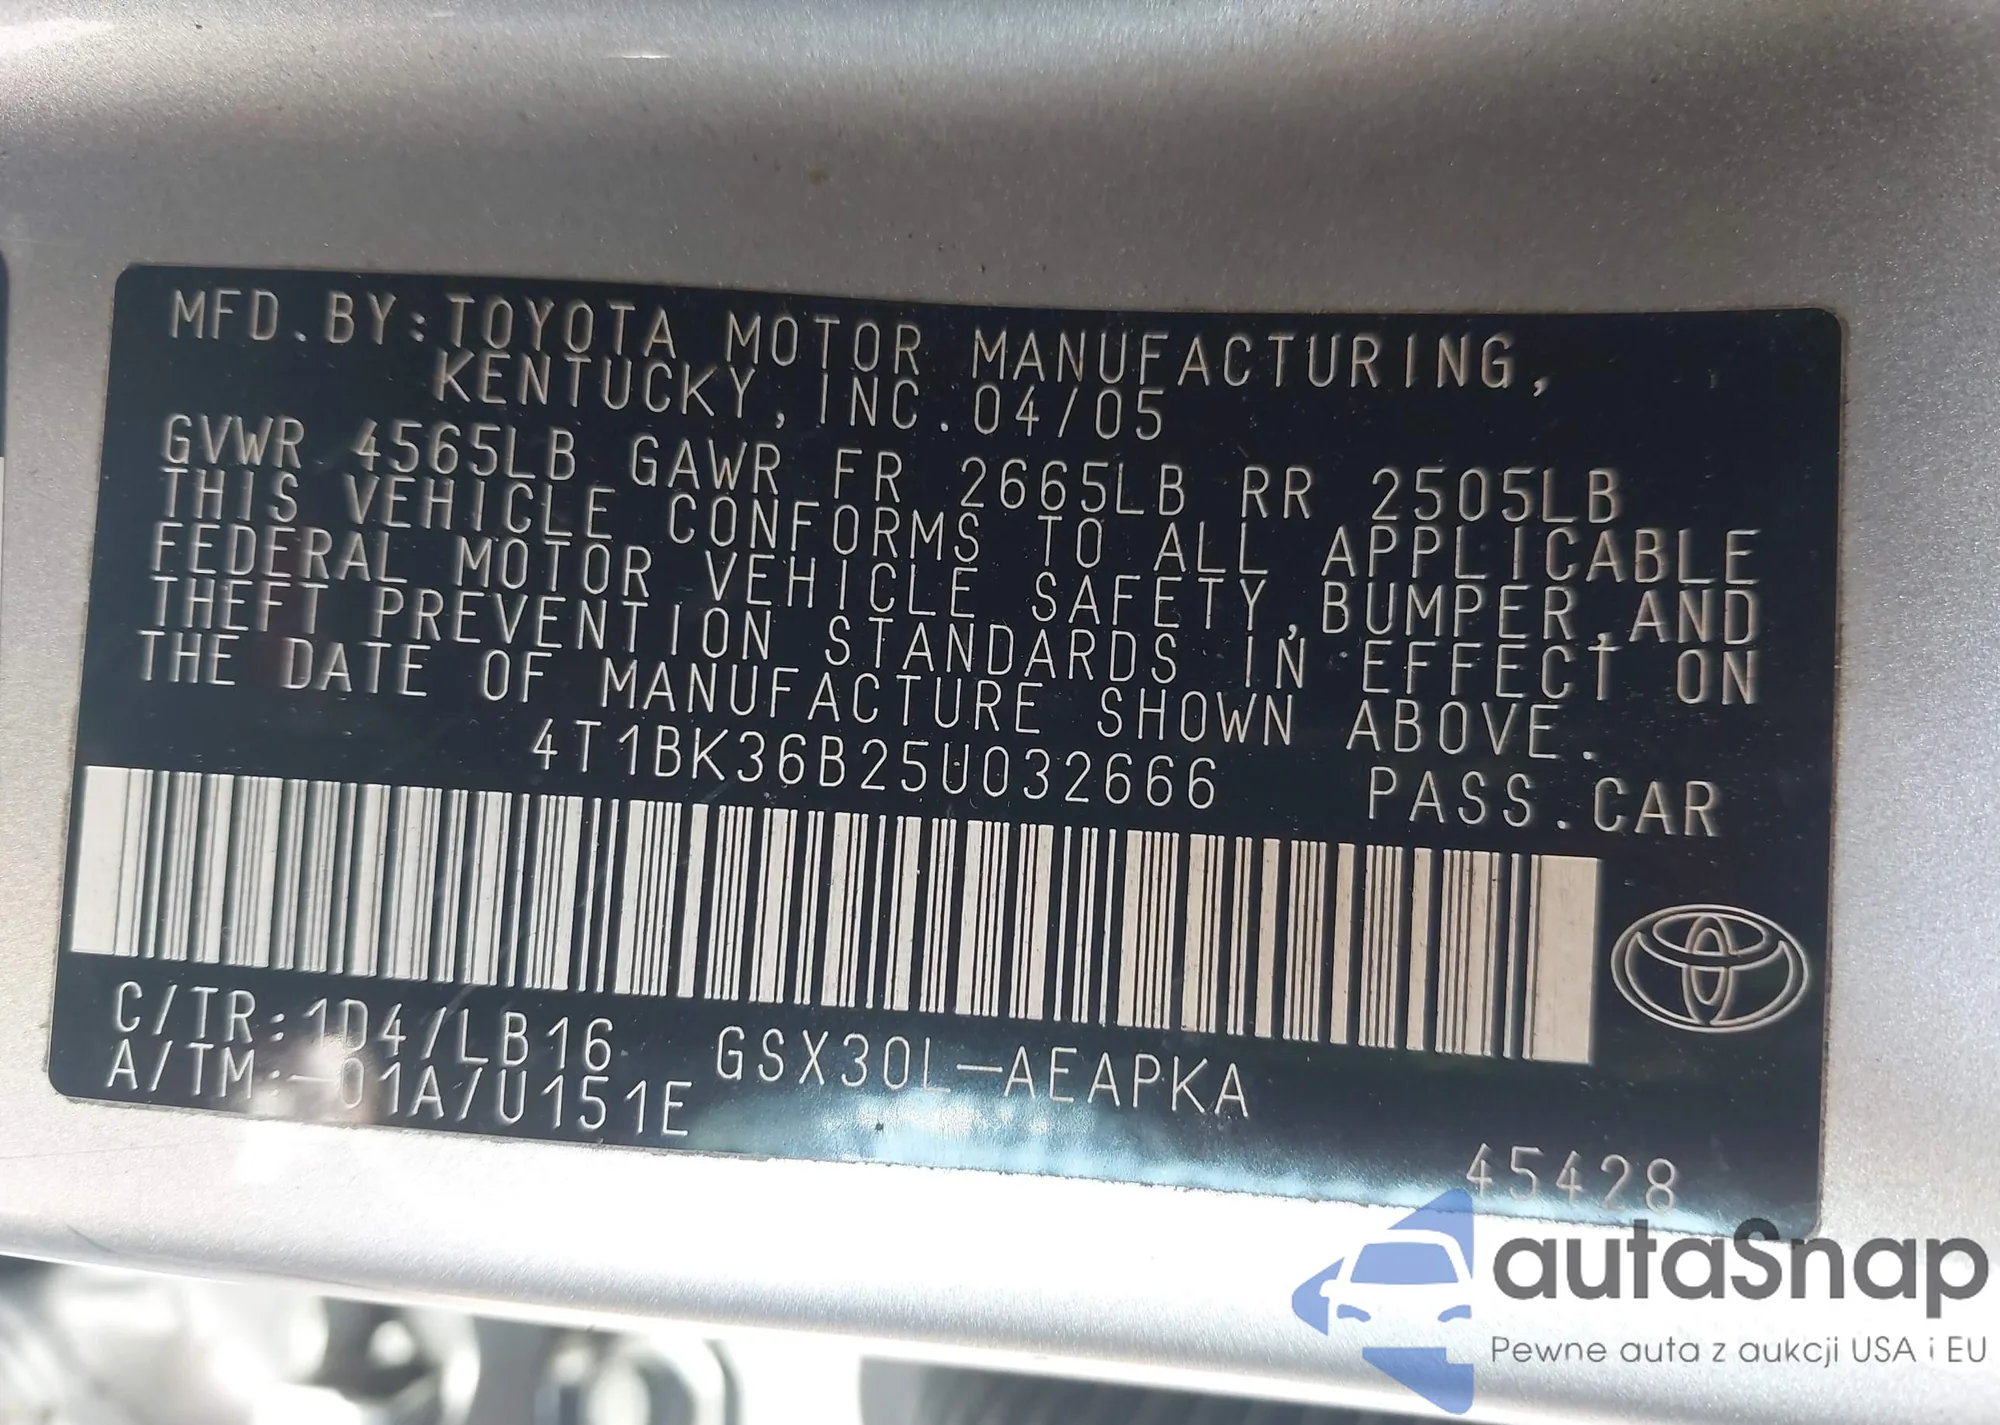 MFD.BY:TOYOTA MOTOR MANUFACTURING,
KENTUCKY, INC. 04/05
GVWR 4565LB GAWR FR 2665LB RR 2505LB
THIS VEHICLE CONFORMS TO ALL APPLICABLE
FEDERAL MOTOR VEHICLE SAFETY,BUMPER,AND
THEFT PREVENTION STANDARDS IN EFFECT ON
THE DATE OF MANUFACTURE SHOWN ABOVE.
4T1BK36B25U032666 PASS.CAR
C/TR:1D4/LB16 GSX30L-AEAPKA
A/TM:-01A/U151E
45428
autaSnap
Pewne auta z aukcji USA i EU